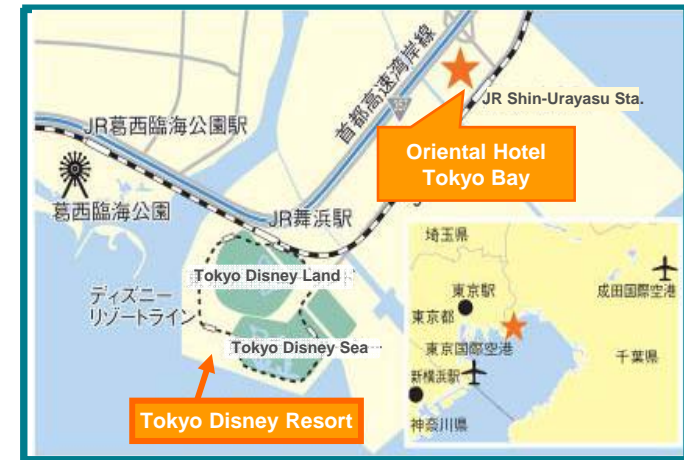 首都高速湾岸線
JR Shin-Urayasu Sta.
JR葛西臨海公園駅
Oriental Hotel
Tokyo Bay
葛西臨海公園
JR舞浜駅
Tokyo Disney Land
ディズニー
リゾートライン
Tokyo Disney Sea
Tokyo Disney Resort
埼玉県
東京駅
成田国際空港
東京都
東京国際空港
千葉県
新横浜駅
神奈川県